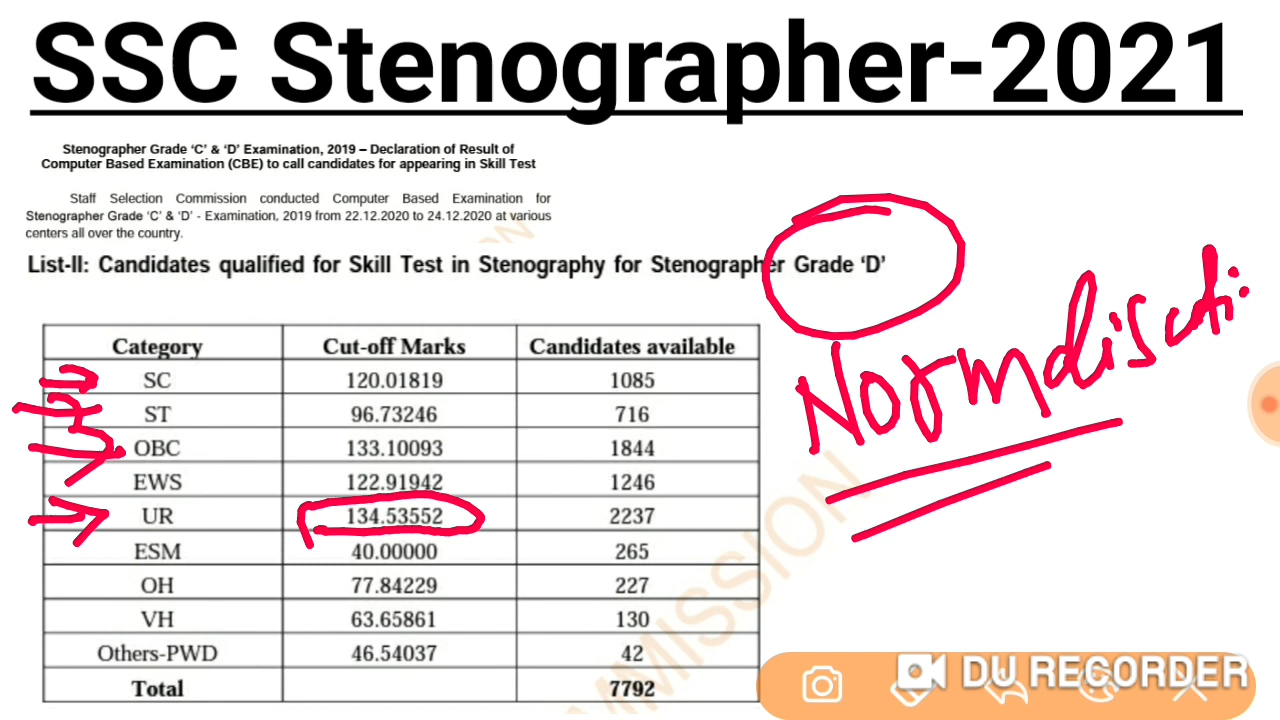 SSC Stenographer-2021
Stenographer Grade ‘C’ & ‘D’ Examination, 2019 – Declaration of Result of
Computer Based Examination (CBE) to call candidates for appearing in Skill Test
Staff Selection Commission conducted Computer Based Examination for
Stenographer Grade ‘C’ & ‘D’ - Examination, 2019 from 22.12.2020 to 24.12.2020 at various
centers all over the country.
List-II: Candidates qualified for Skill Test in Stenography for Stenographer Grade ‘D’
Category Cut-off Marks Candidates available
SC 120.01819 1085
ST 96.73246 716
OBC 133.10093 1844
EWS 122.91942 1246
UR 134.53552 2237
ESM 40.00000 265
OH 77.84229 227
VH 63.65861 130
Others-PWD 46.54037 42
Total 7792
MMISSION
DU RECORDER